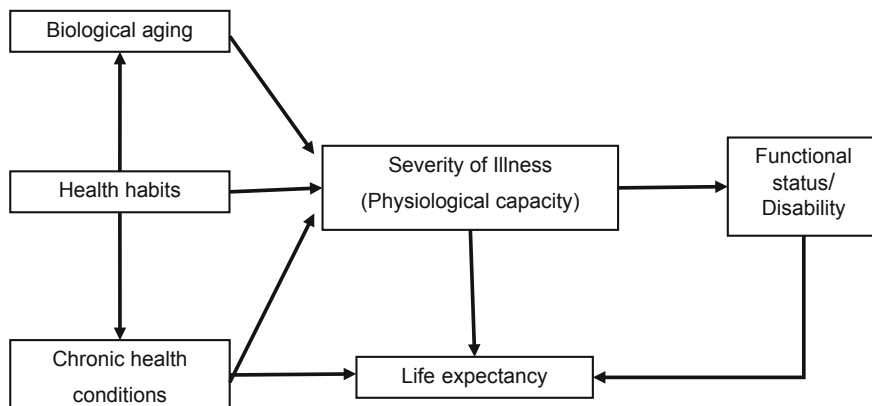 Biological aging
Health habits
Chronic health
conditions
Severity of Illness
(Physiological capacity)
Life expectancy
Functional
status/
Disability